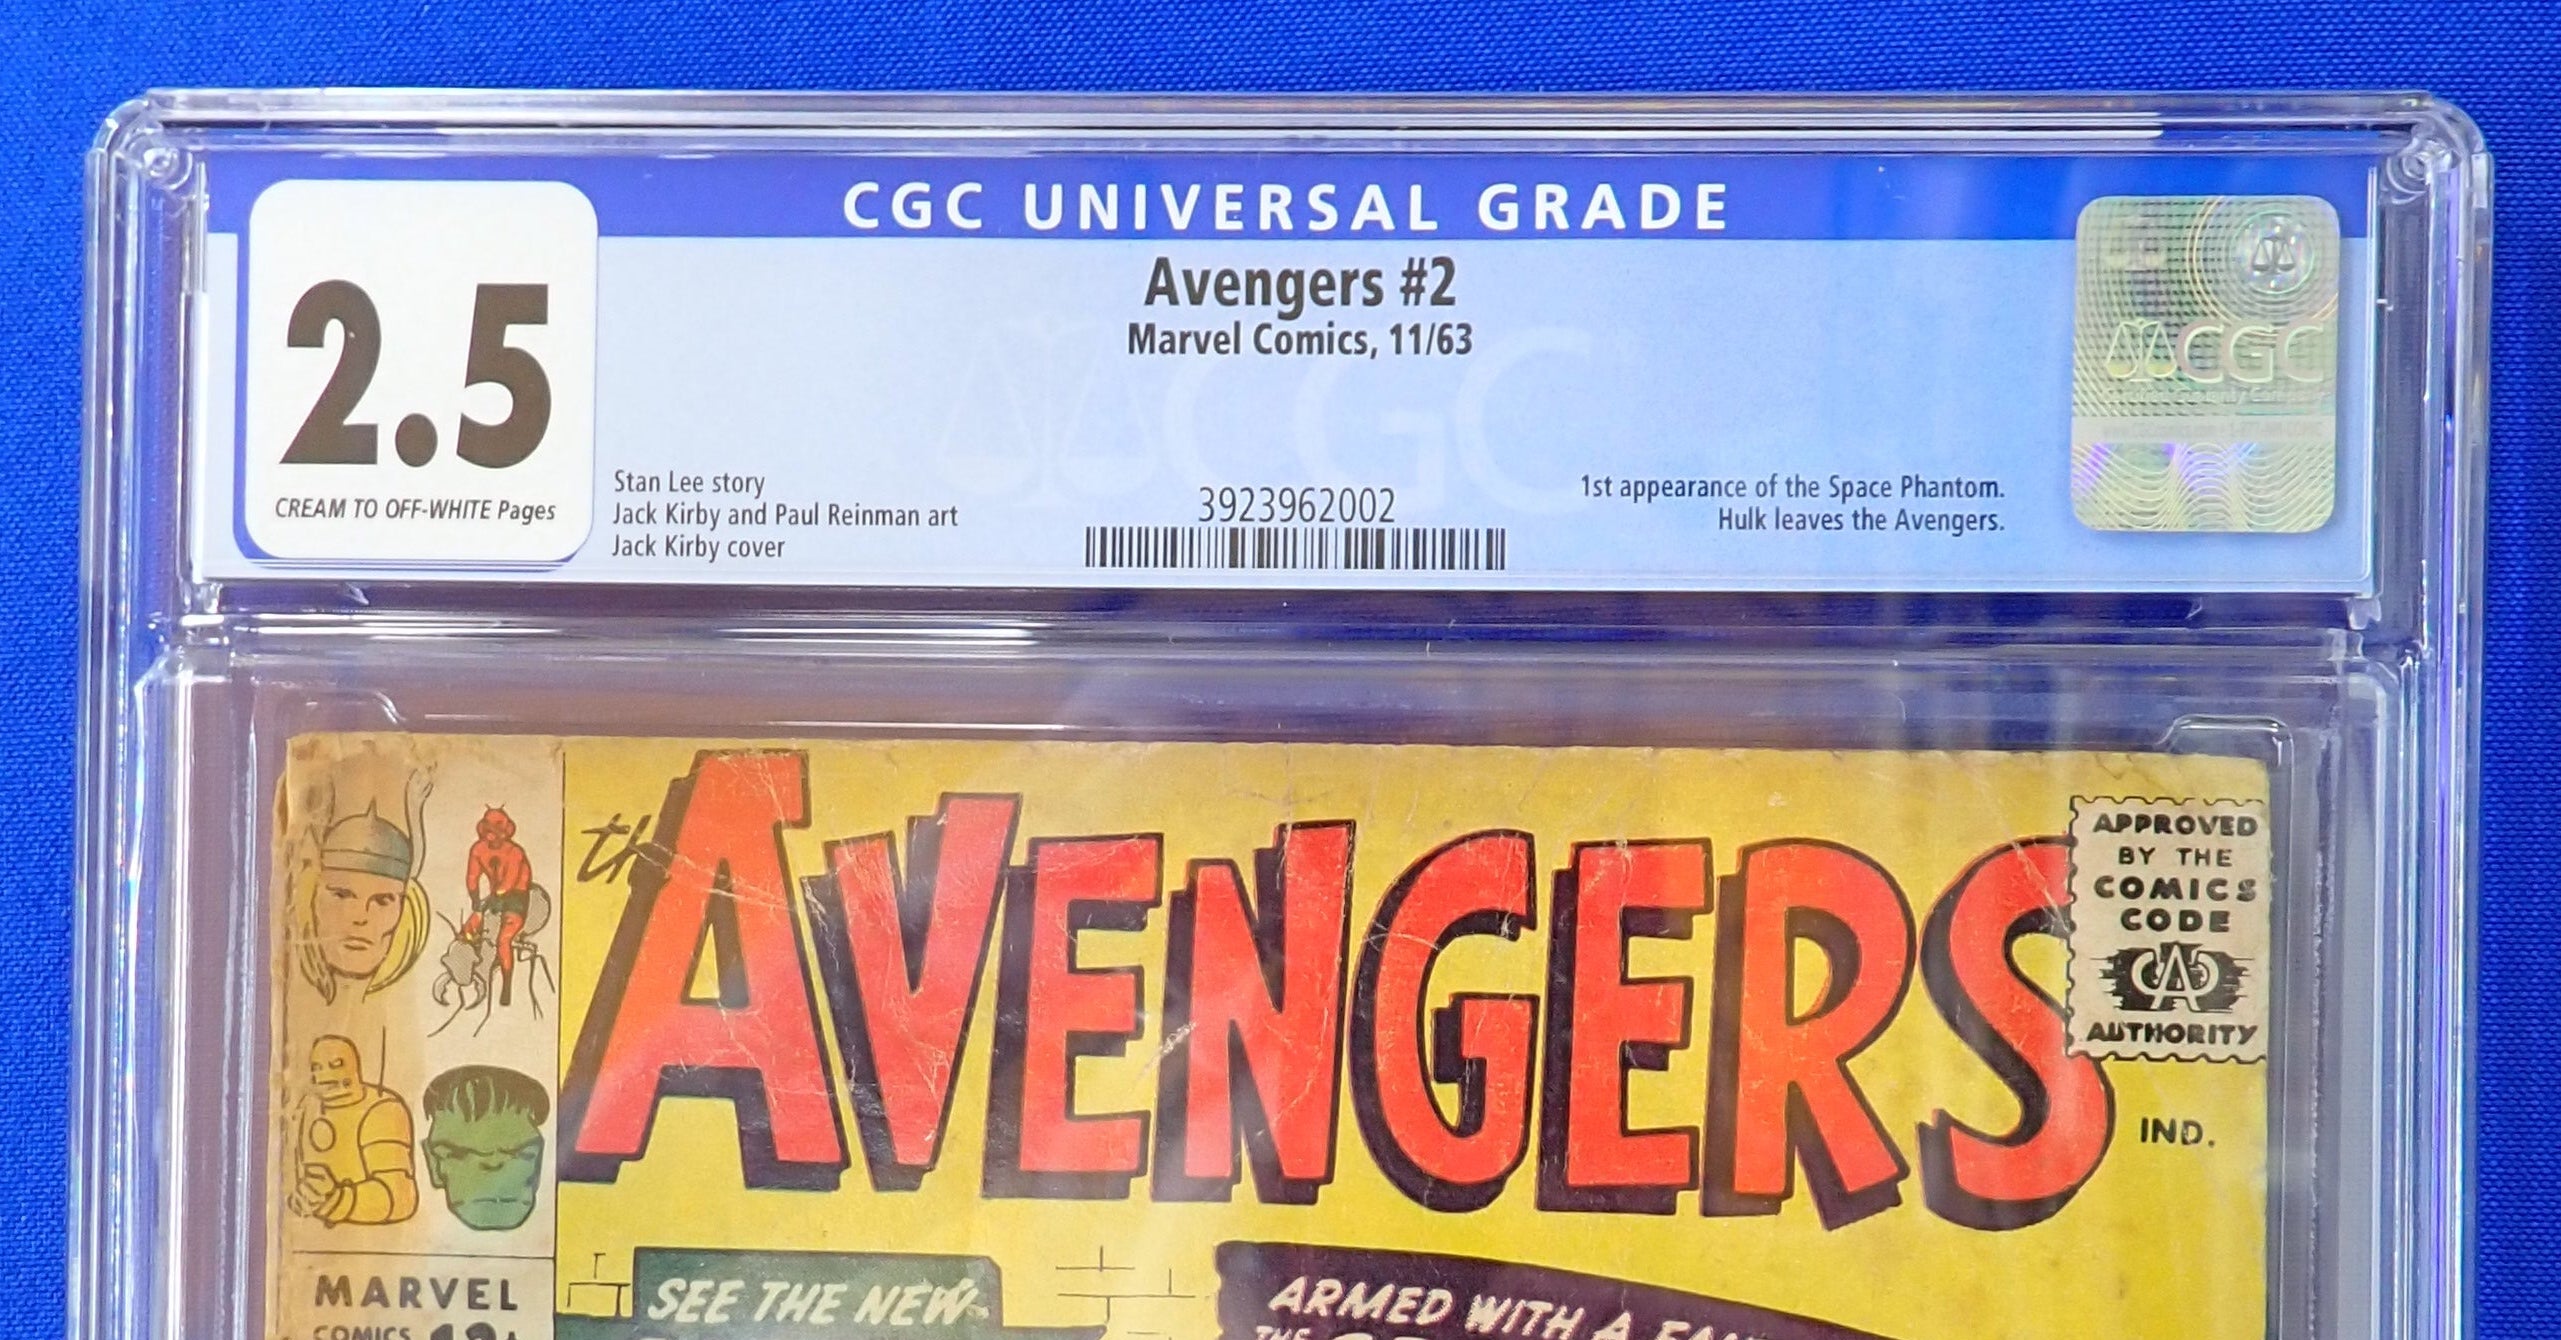 CGC UNIVERSAL GRADE
2.5
CREAM TO OFF-WHITE Pages
Avengers #2
Marvel Comics, 11/63
Stan Lee story
Jack Kirby and Paul Reinman art
Jack Kirby cover
3923962002
1st appearance of the Space Phantom.
Hulk leaves the Avengers.
CGC
the AVENGERS
APPROVED
BY THE
COMICS
CODE
CA
AUTHORITY
IND.
MARVEL
COMICS
SEE THE NEW
ARMED WITH A
THE